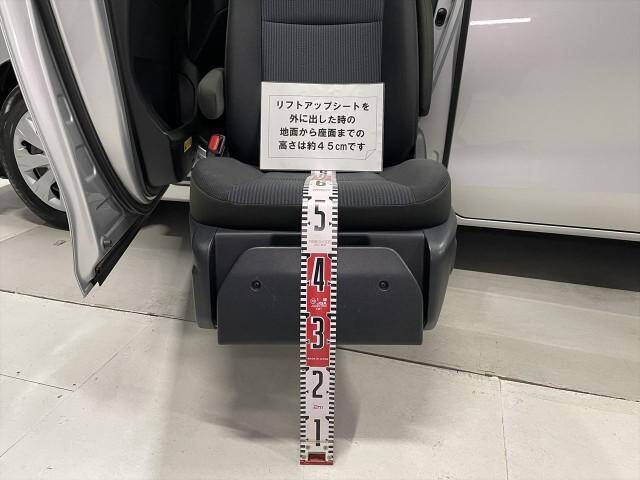 リフトアップシートを
外に出した時の
地面から座面までの
高さは約45cmです
6
5
4
3
2
2m
1